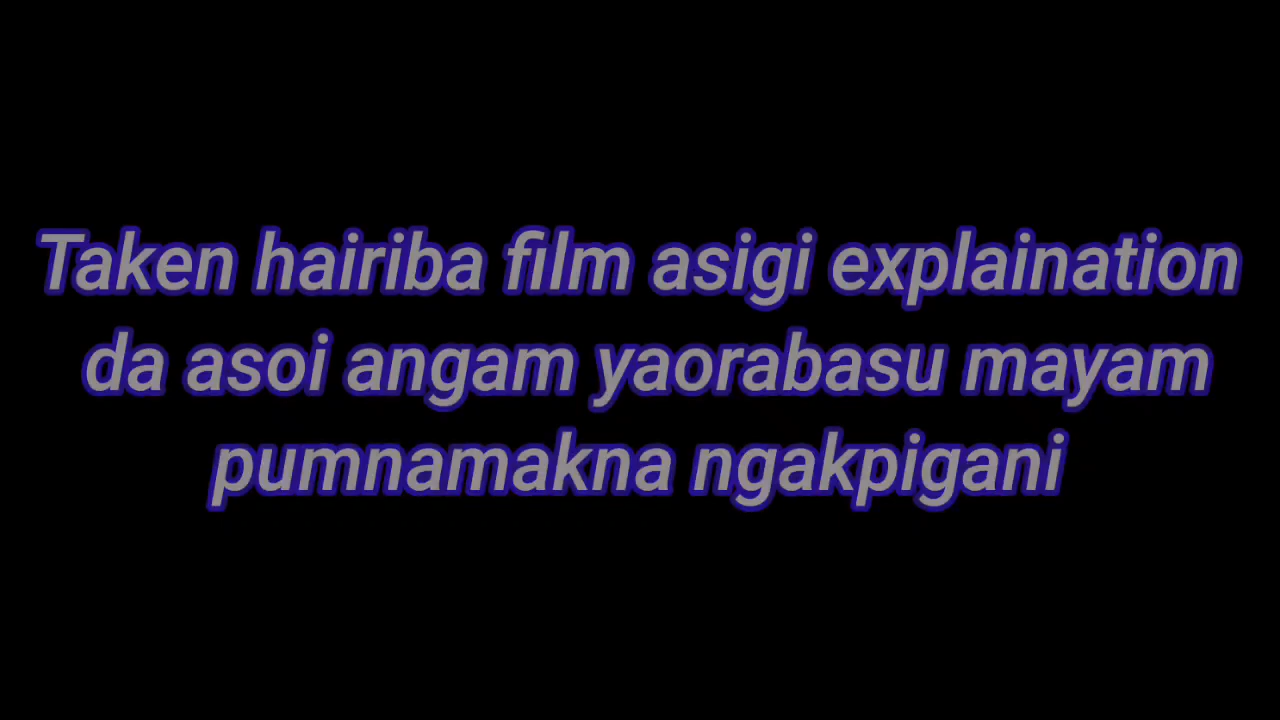 Taken hairiba film asigi explaination
da asoi angam yaorabasu mayam
pumnamakna ngakpigani